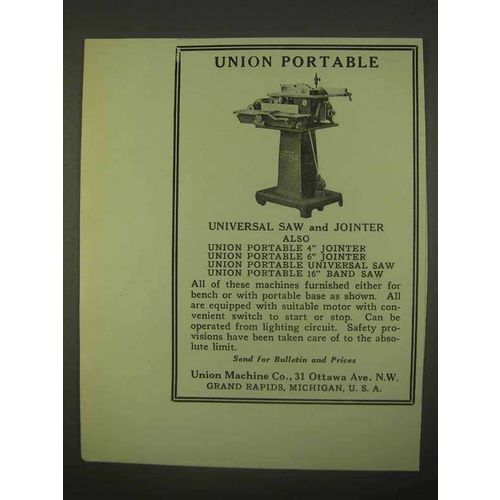 UNION PORTABLE
UNIVERSAL SAW and JOINTER
ALSO
UNION PORTABLE 4" JOINTER
UNION PORTABLE 6" JOINTER
UNION PORTABLE UNIVERSAL SAW
UNION PORTABLE 16" BAND SAW
All of these machines furnished either for
bench or with portable base as shown. All
are equipped with suitable motor with con-
venient switch to start or stop. Can be
operated from lighting circuit. Safety pro-
visions have been taken care of to the abso-
lute limit.
Send for Bulletin and Prices
Union Machine Co., 31 Ottawa Ave. N.W.
GRAND RAPIDS, MICHIGAN, U. S. A.